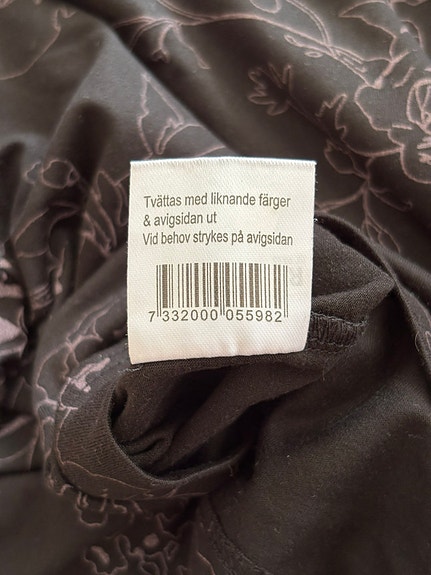 Tvättas med liknande färger
& avigsidan ut
Vid behov strykes på avigsidan
7 332000 055982